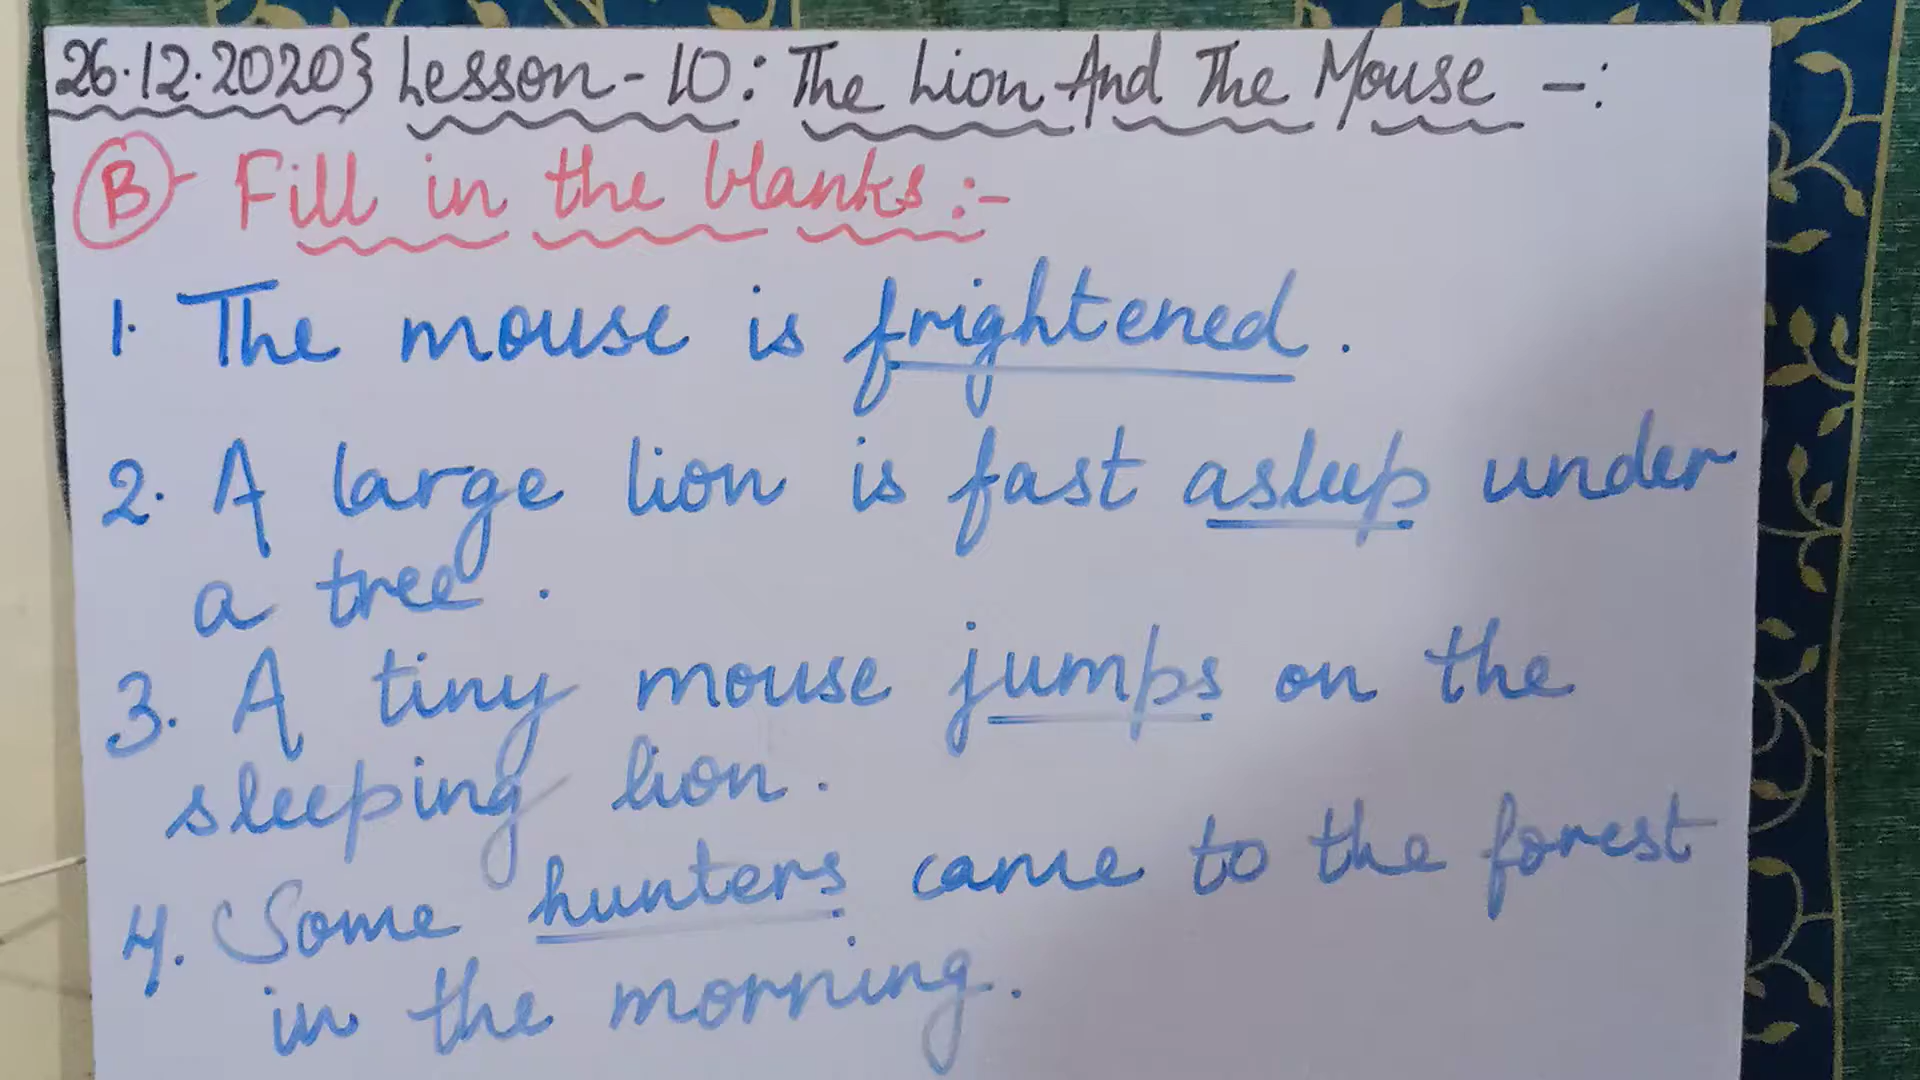 26.12.2020} Lesson-10: The Lion And The Mouse -:
B- Fill in the blanks:-
1. The mouse is frightened.
2. A large lion is fast asleep under
a tree.
3. A tiny mouse jumps on the
sleeping lion.
4. Some hunters came to the forest
in the morning.